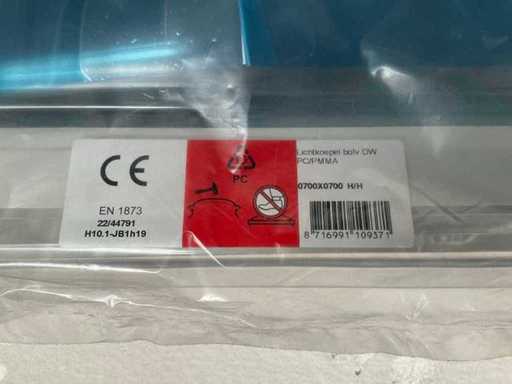 CE
EN 1873
22/44791
H10.1-JB1h19
PC
Lichtkoepel bolv DW
PC/PMMA
0700X0700 H/H
8 716991 109371